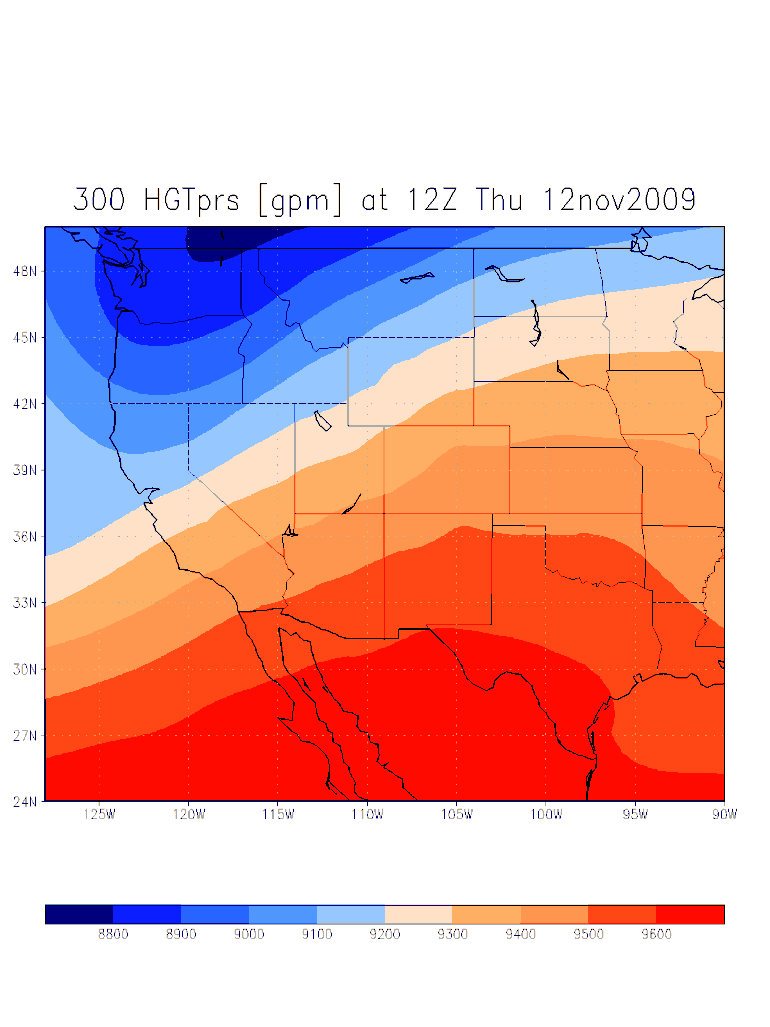 300 HGTprs [gpm] at 12Z Thu 12nov2009
48N
45N
42N
39N
36N
33N
30N
27N
24N
125W 120W 115W 110W 105W 100W 95W 90W
8800 8900 9000 9100 9200 9300 9400 9500 9600